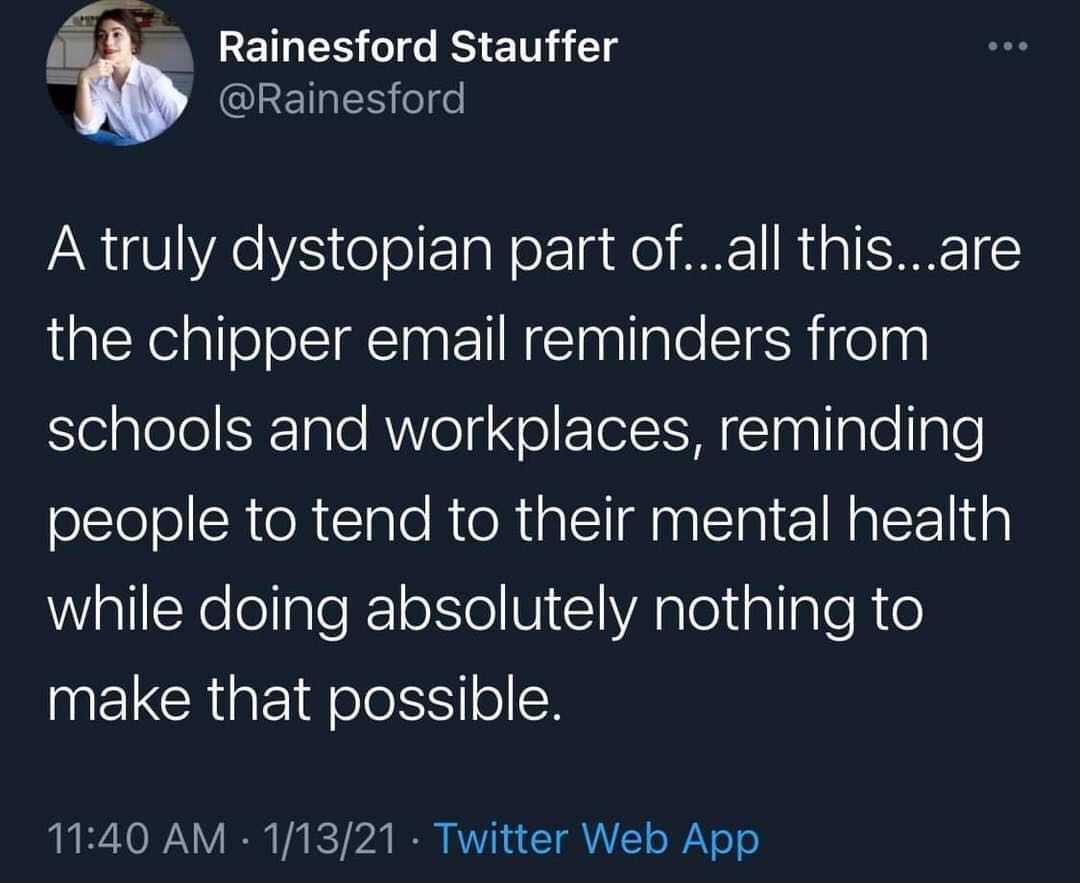 Rainesford Stauffer
@Rainesford
A truly dystopian part of...all this...are
the chipper email reminders from
schools and workplaces, reminding
people to tend to their mental health
while doing absolutely nothing to
make that possible.
11:40 AM · 1/13/21 · Twitter Web App